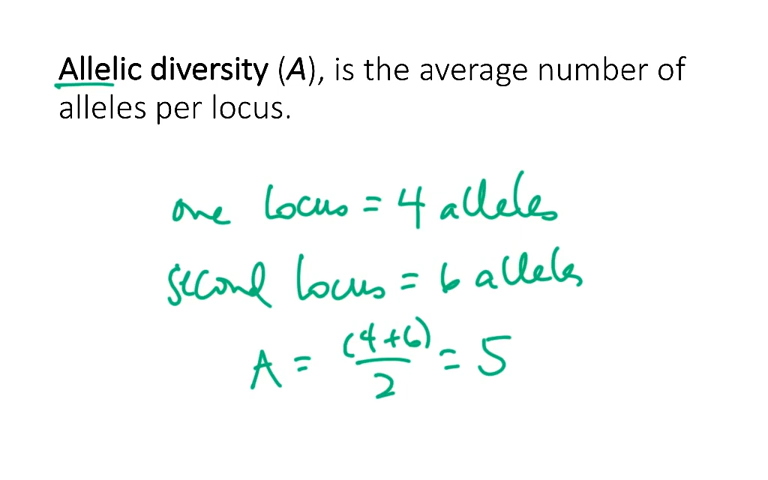 Allelic diversity (A), is the average number of
alleles per locus.
one locus = 4 alleles
second locus = 6 alleles
A = (4+6)/2 = 5